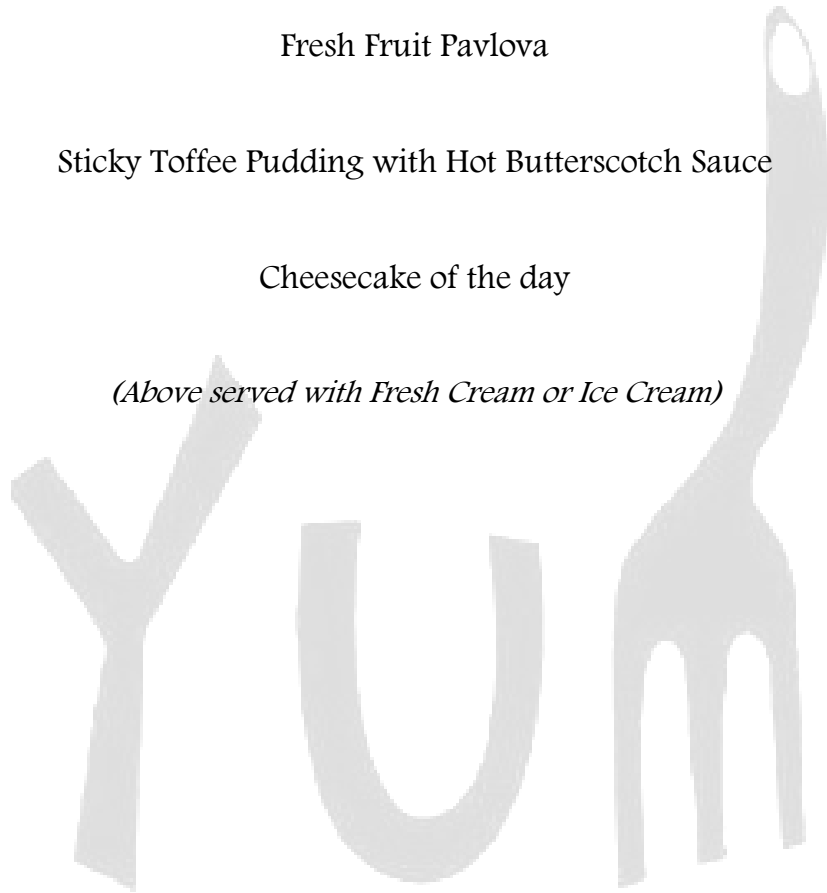 Fresh Fruit Pavlova
Sticky Toffee Pudding with Hot Butterscotch Sauce
Cheesecake of the day
(Above served with Fresh Cream or Ice Cream)
YUM